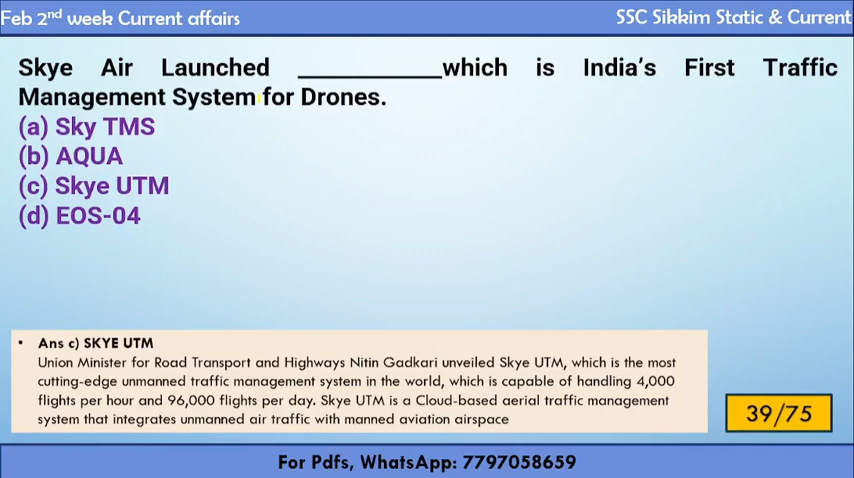 Feb 2nd week Current affairs
SSC Sikkim Static & Current
Skye Air Launched ___________which is India's First Traffic
Management System for Drones.
(a) Sky TMS
(b) AQUA
(c) Skye UTM
(d) EOS-04
• Ans c) SKYE UTM
Union Minister for Road Transport and Highways Nitin Gadkari unveiled Skye UTM, which is the most
cutting-edge unmanned traffic management system in the world, which is capable of handling 4,000
flights per hour and 96,000 flights per day. Skye UTM is a Cloud-based aerial traffic management
system that integrates unmanned air traffic with manned aviation airspace
39/75
For Pdfs, WhatsApp: 7797058659